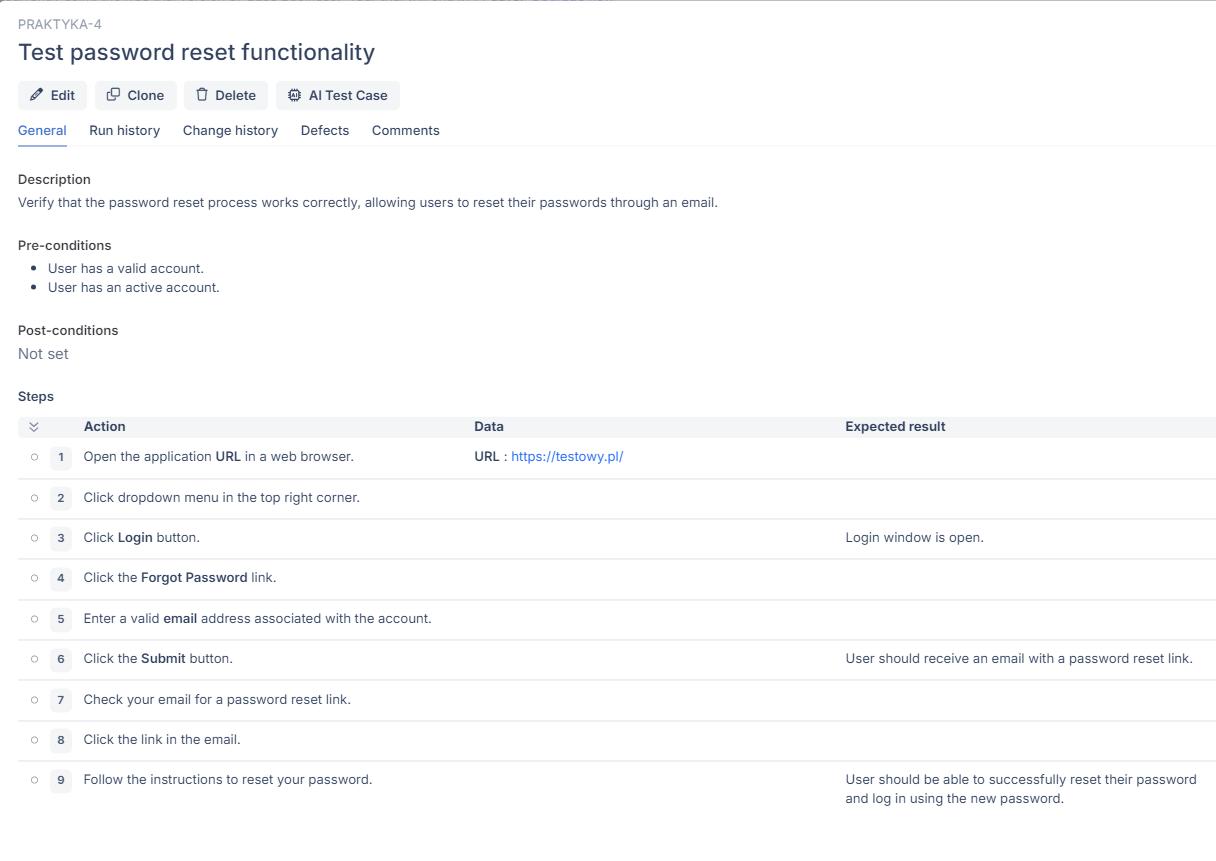 PRAKTYKA-4
Test password reset functionality
Edit Clone Delete AI Test Case
General Run history Change history Defects Comments
Description
Verify that the password reset process works correctly, allowing users to reset their passwords through an email.
Pre-conditions
User has a valid account.
User has an active account.
Post-conditions
Not set
Steps
Action Data Expected result
1 Open the application URL in a web browser. URL : https://testowy.pl/
2 Click dropdown menu in the top right corner.
3 Click Login button. Login window is open.
4 Click the Forgot Password link.
5 Enter a valid email address associated with the account.
6 Click the Submit button. User should receive an email with a password reset link.
7 Check your email for a password reset link.
8 Click the link in the email.
9 Follow the instructions to reset your password. User should be able to successfully reset their password
and log in using the new password.